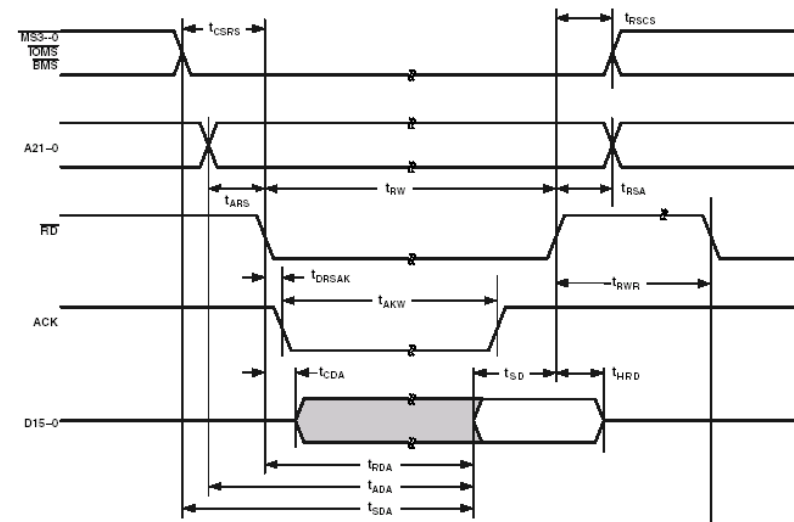 MS3--0
IOMS
BMS
tCSRS
tRSCS
A21-0
tARS
tRW
tRSA
RD
tDRSAK
tAKW
tRWR
ACK
tCDA
tSD
tHRD
D15-0
tRDA
tADA
tSDA